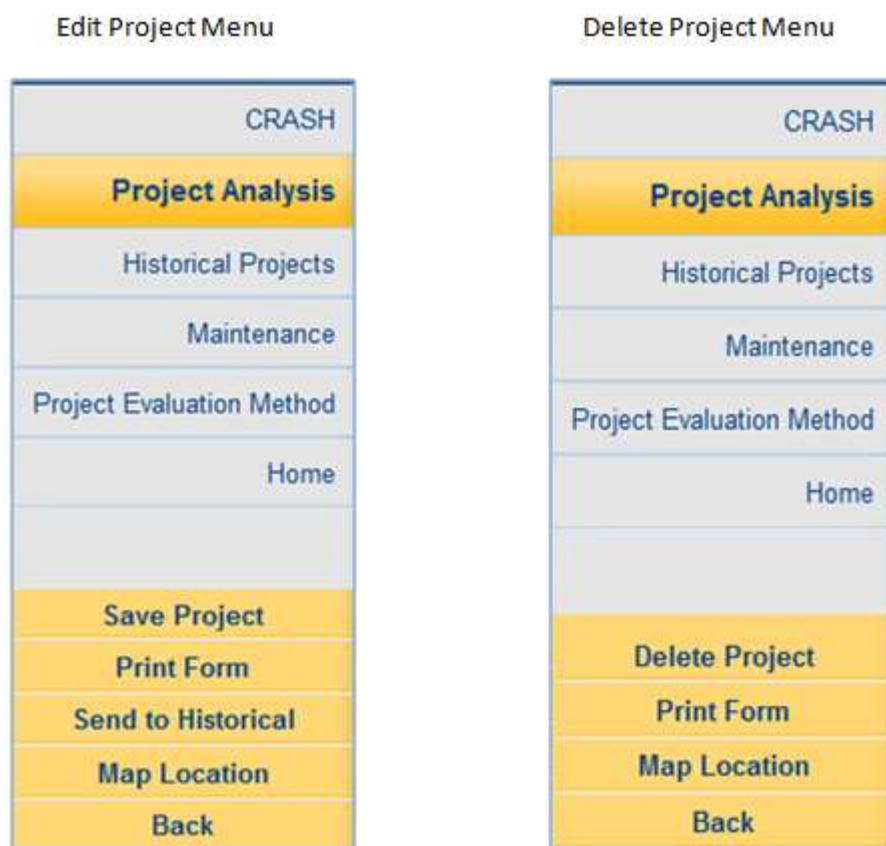 Edit Project Menu
CRASH
Project Analysis
Historical Projects
Maintenance
Project Evaluation Method
Home
Save Project
Print Form
Send to Historical
Map Location
Back
Delete Project Menu
CRASH
Project Analysis
Historical Projects
Maintenance
Project Evaluation Method
Home
Delete Project
Print Form
Map Location
Back